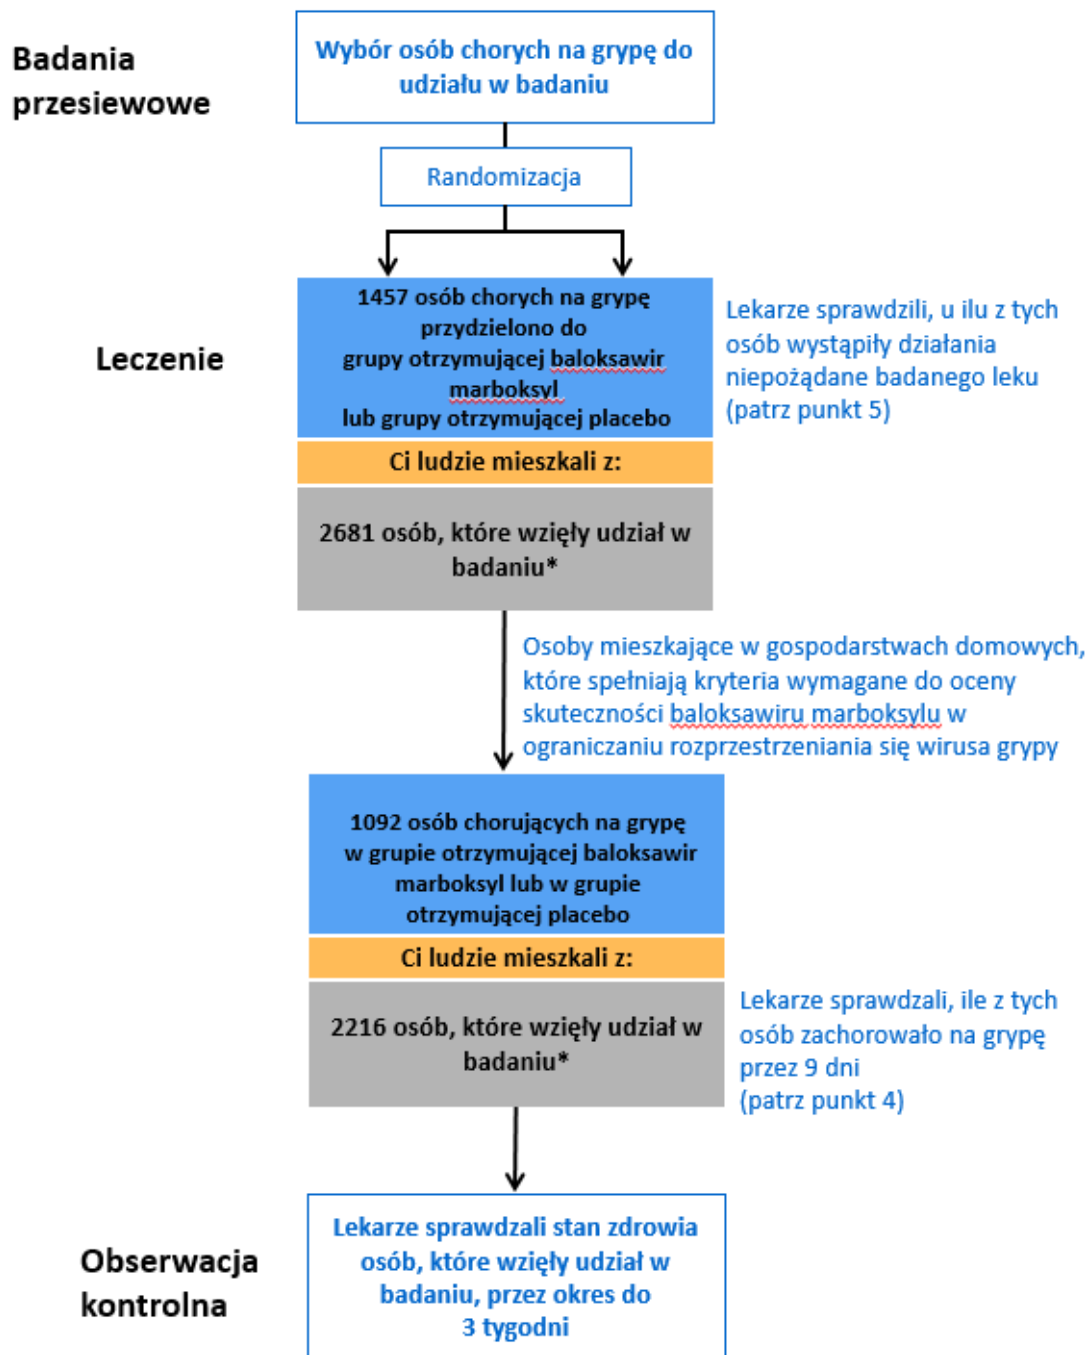 Badania
przesiewowe
Wybór osób chorych na grypę do
udziału w badaniu
Randomizacja
Leczenie
1457 osób chorych na grypę
przydzielono do
grupy otrzymującej baloksawir
marboksyl
lub grupy otrzymującej placebo
Lekarze sprawdzili, u ilu z tych
osób wystąpiły działania
niepożądane badanego leku
(patrz punkt 5)
Ci ludzie mieszkali z:
2681 osób, które wzięły udział w
badaniu*
Osoby mieszkające w gospodarstwach domowych,
które spełniają kryteria wymagane do oceny
skuteczności baloksawiru marboksylu w
ograniczaniu rozprzestrzeniania się wirusa grypy
1092 osób chorujących na grypę
w grupie otrzymującej baloksawir
marboksyl lub w grupie
otrzymującej placebo
Ci ludzie mieszkali z:
2216 osób, które wzięły udział w
badaniu*
Lekarze sprawdzali, ile z tych
osób zachorowało na grypę
przez 9 dni
(patrz punkt 4)
Obserwacja
kontrolna
Lekarze sprawdzali stan zdrowia
osób, które wzięły udział w
badaniu, przez okres do
3 tygodni